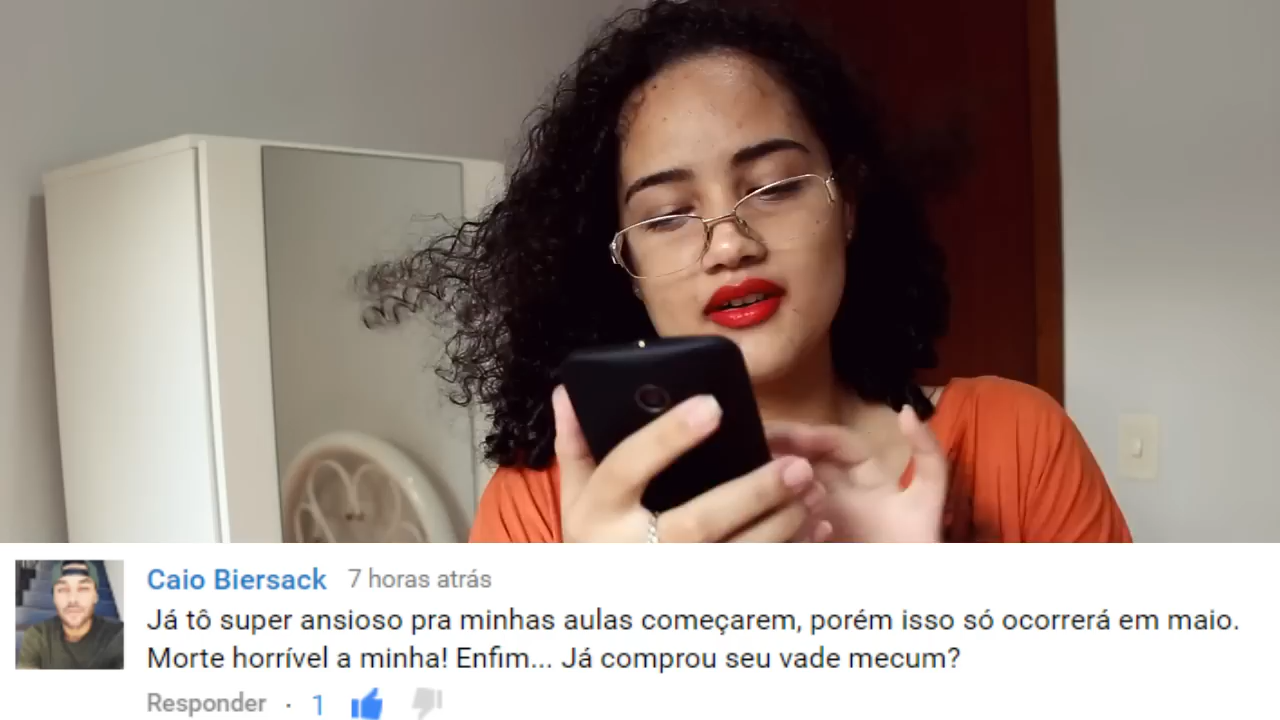 Caio Biersack 7 horas atrás
Já tô super ansioso pra minhas aulas começarem, porém isso só ocorrerá em maio.
Morte horrível a minha! Enfim... Já comprou seu vade mecum?
Responder · 1